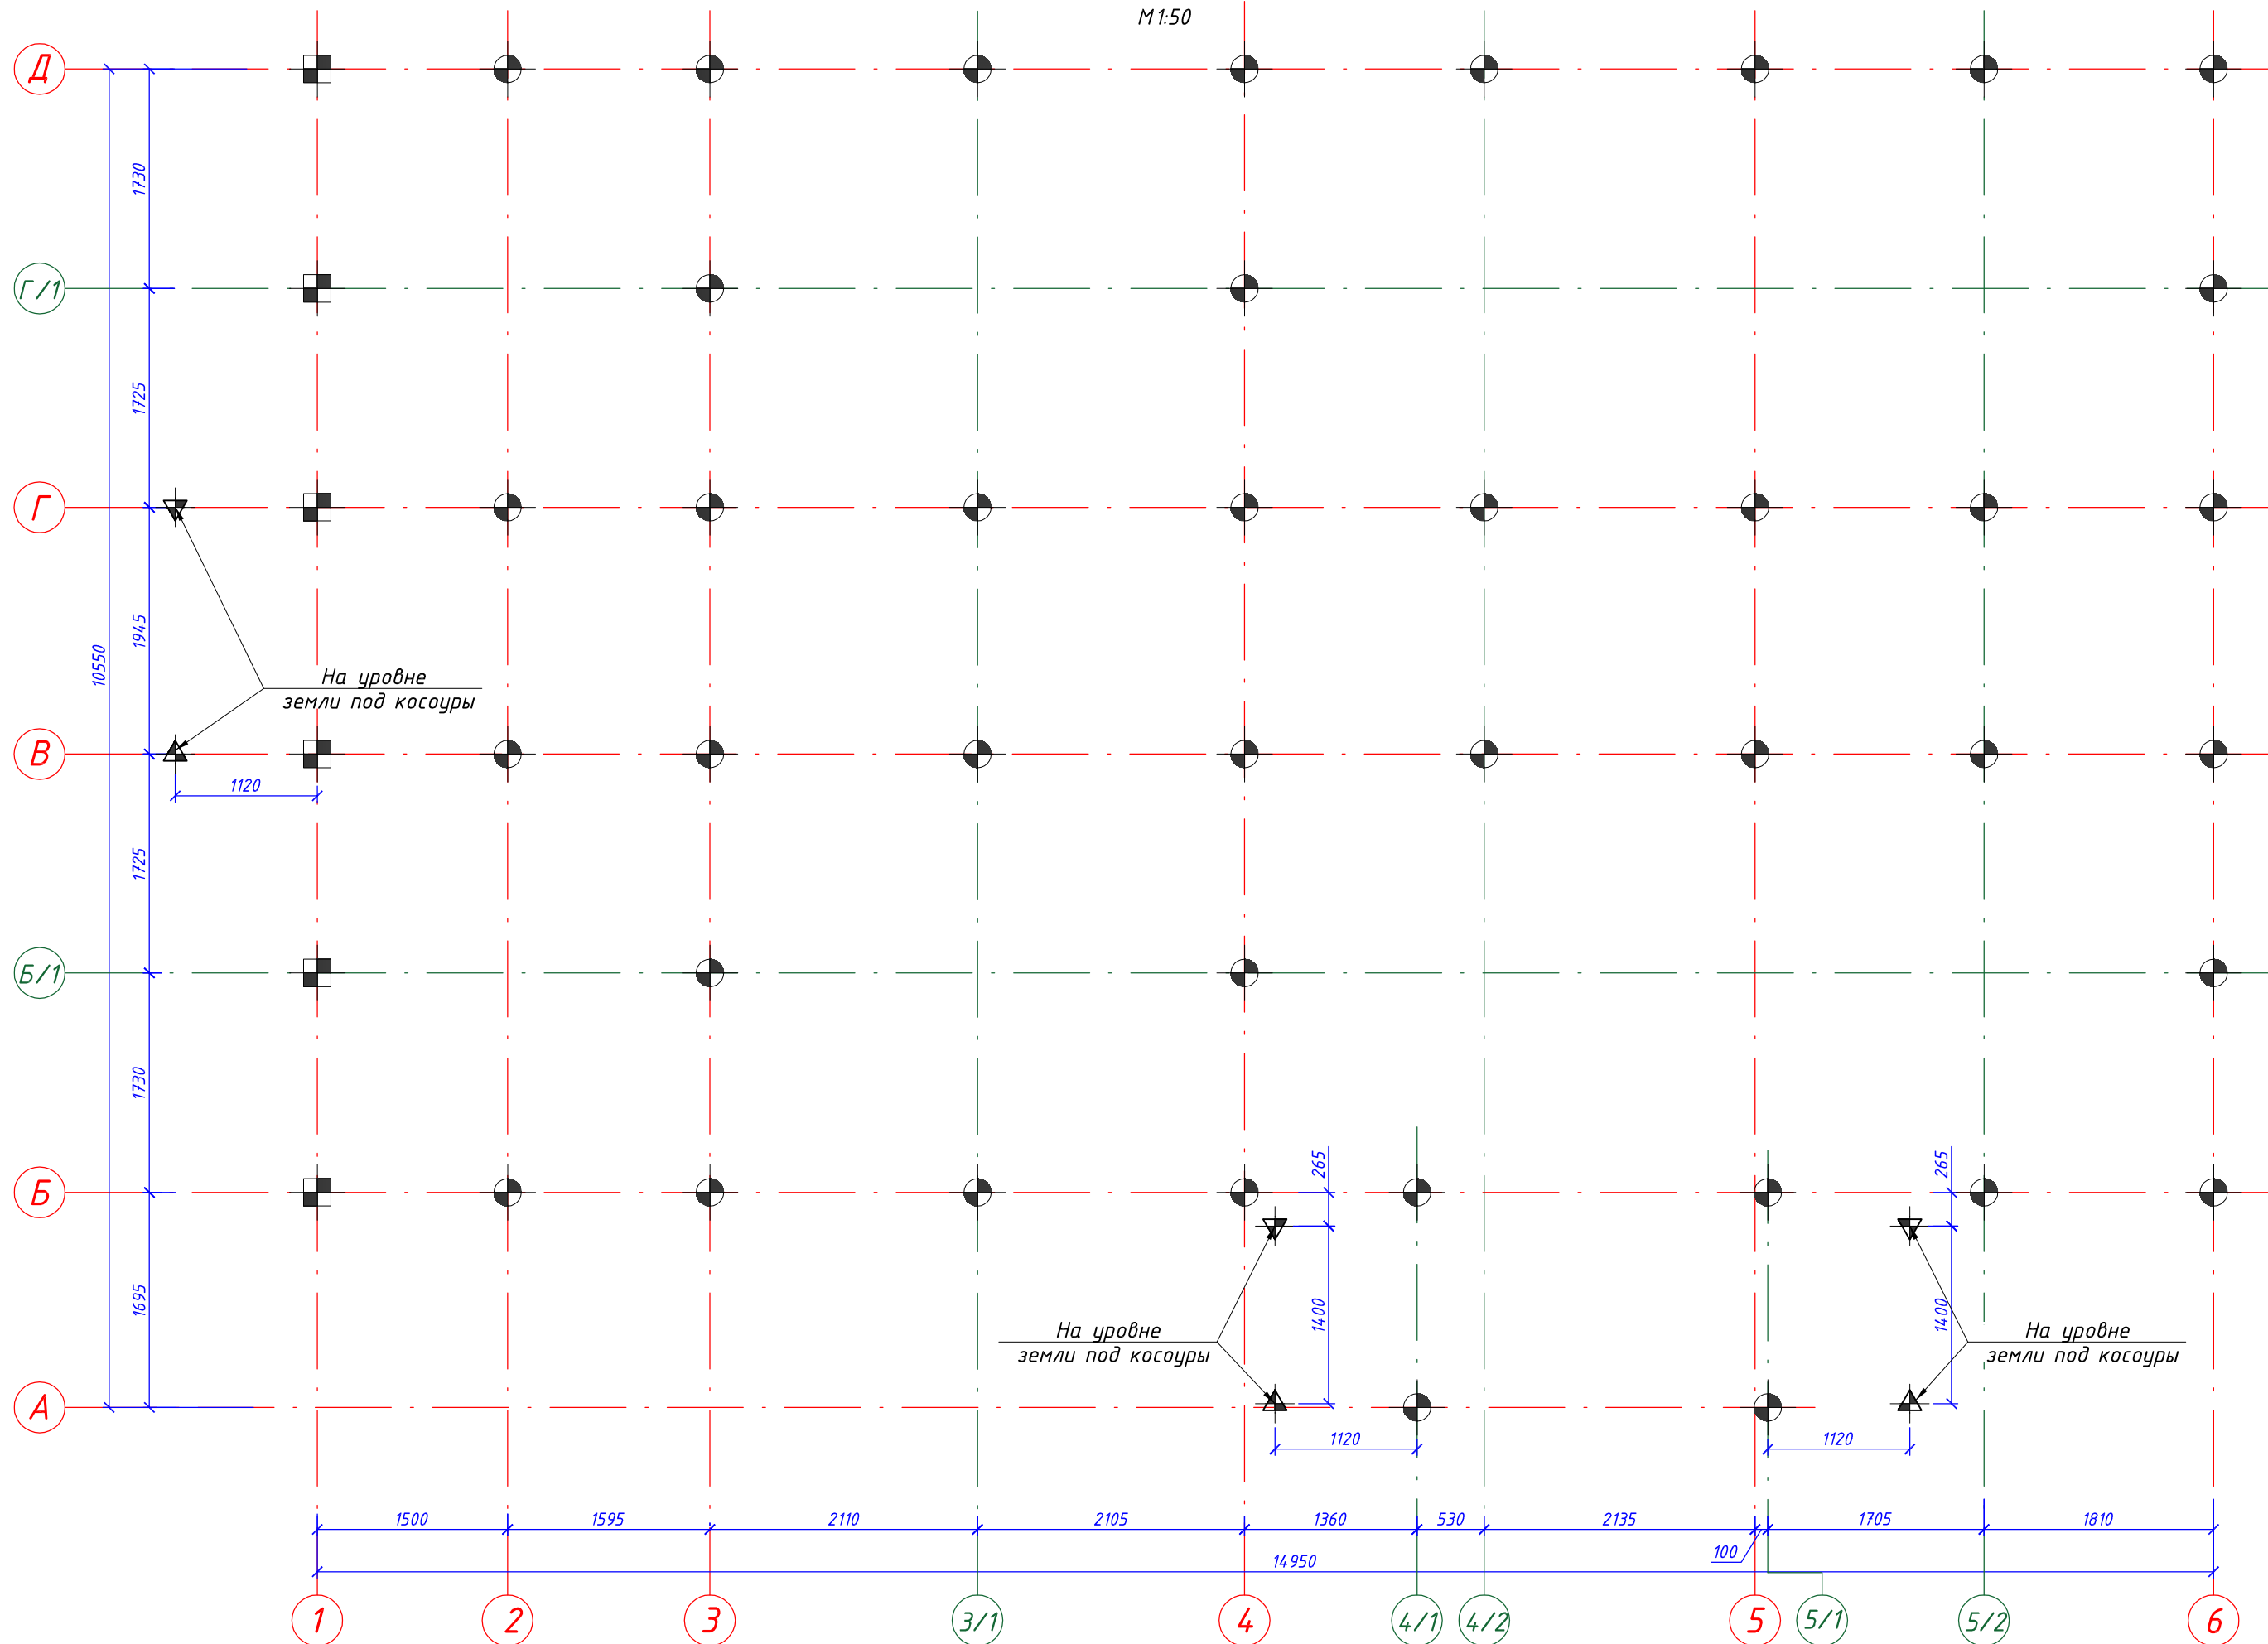 М 1:50
Д
1730
Г/1
1725
Г
1945
10550
На уровне
земли под косоуры
В
1120
1725
Б/1
1730
265
265
Б
1695
1400
1400
На уровне
земли под косоуры
На уровне
земли под косоуры
А
1120
1120
1500
1595
2110
2105
1360
530
2135
1705
1810
100
14950
1
2
3
3/1
4
4/1
4/2
5
5/1
5/2
6